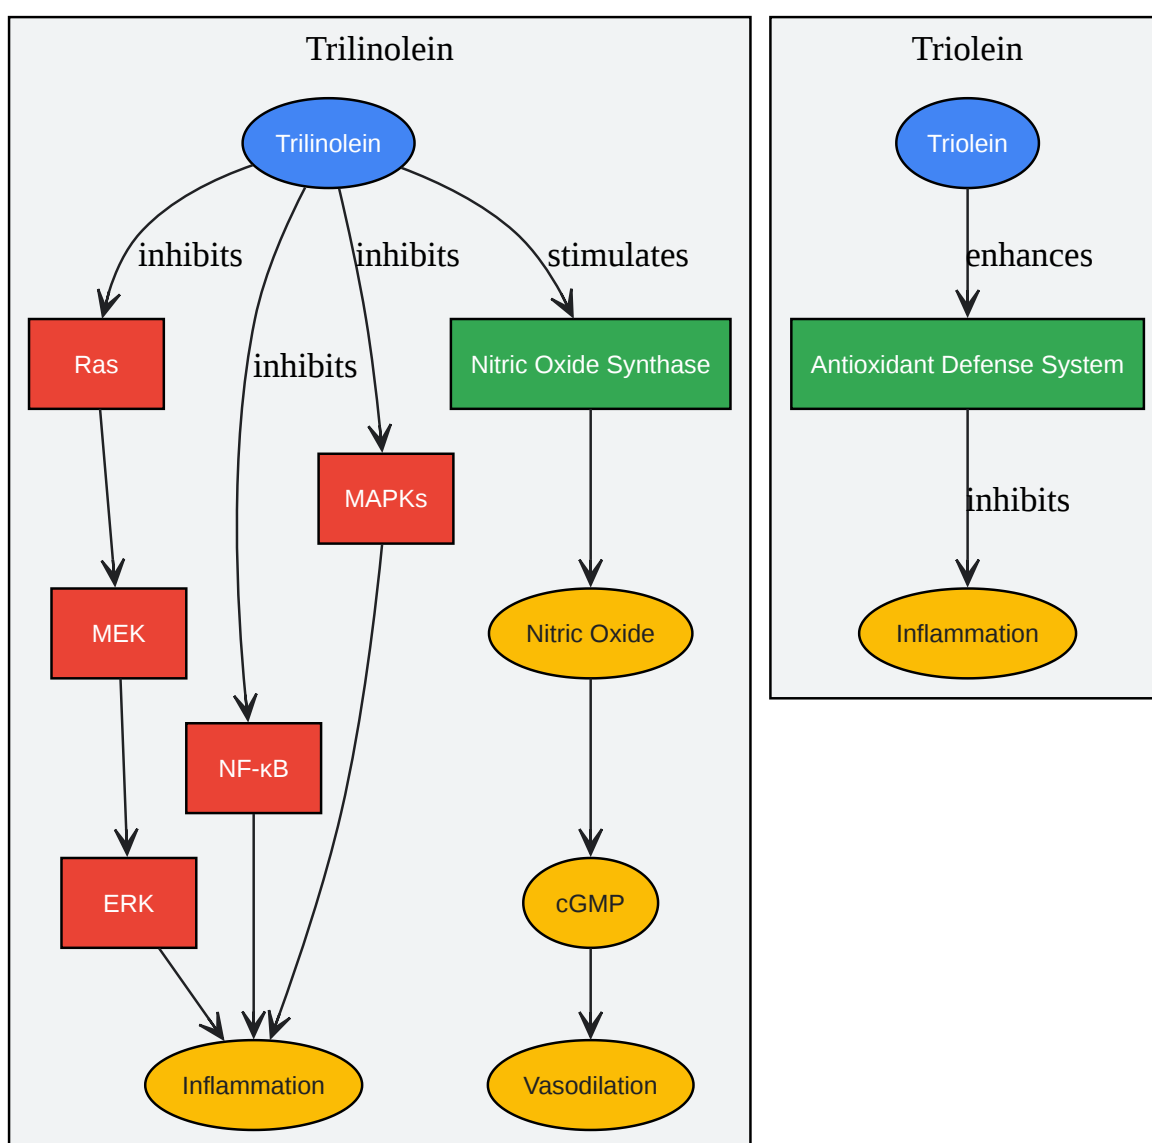 Trilinolein
Trilinolein
inhibits
inhibits
stimulates
Ras
inhibits
Nitric Oxide Synthase
MAPKs
MEK
Nitric Oxide
NF-κB
ERK
cGMP
Inflammation
Vasodilation
Triolein
Triolein
enhances
Antioxidant Defense System
inhibits
Inflammation